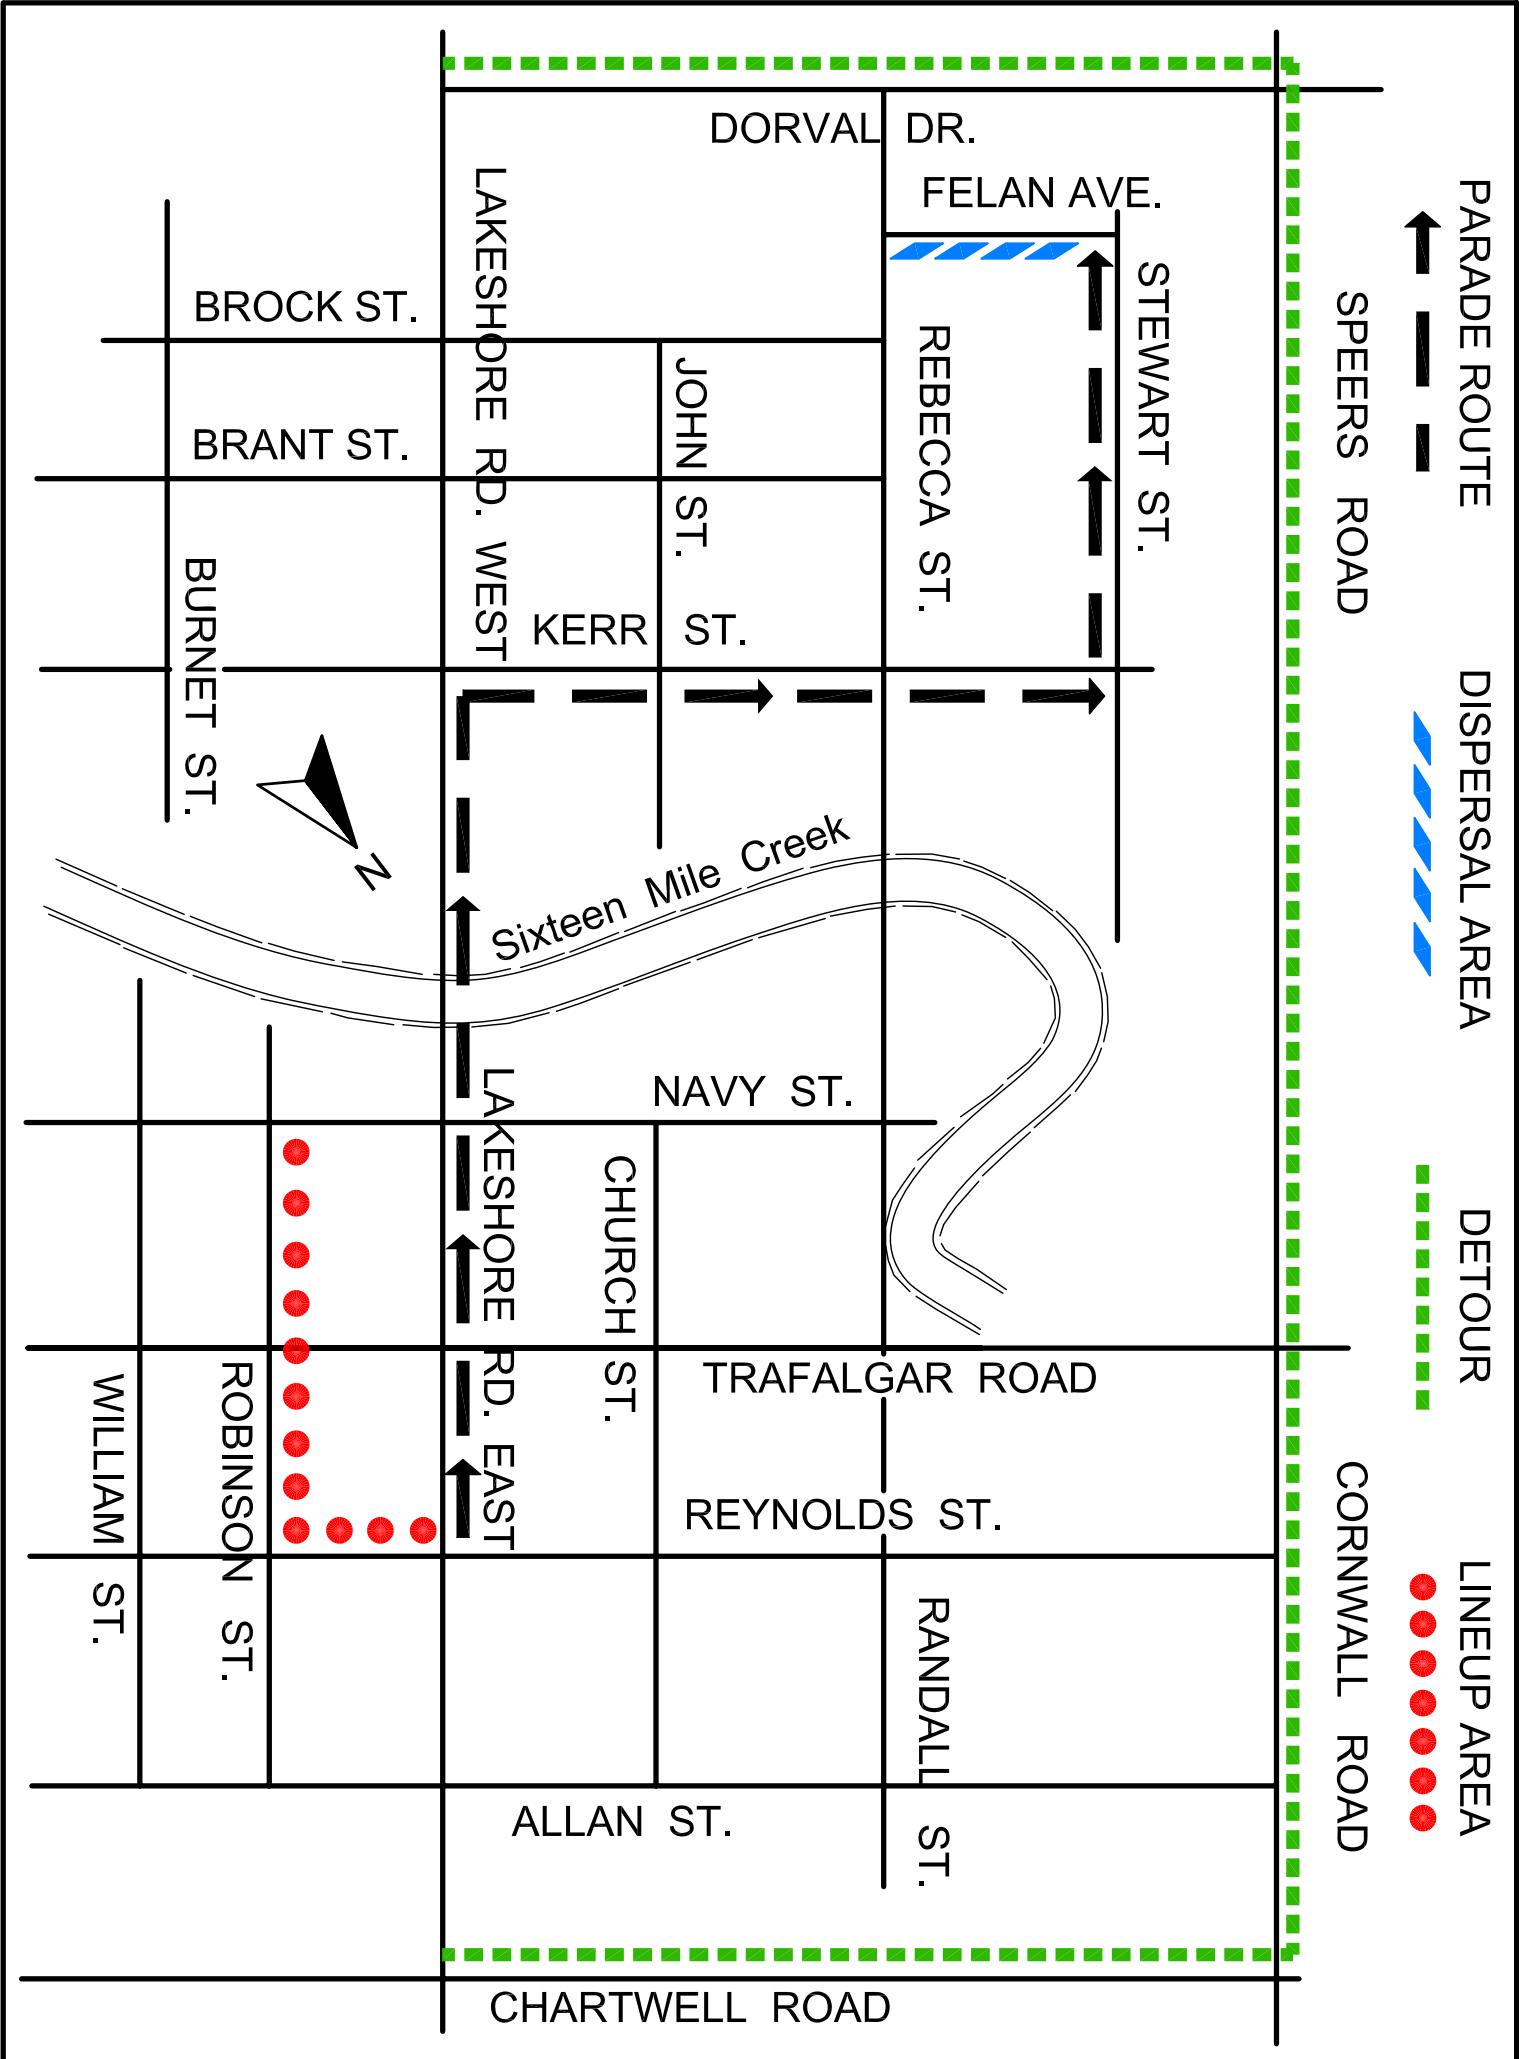 DORVAL DR.
FELAN AVE.
BROCK ST.
BRANT ST.
KERR ST.
Sixteen Mile Creek
NAVY ST.
TRAFALGAR ROAD
REYNOLDS ST.
ALLAN ST.
CHARTWELL ROAD
N
PARADE ROUTE
DISPERSAL AREA
DETOUR
LINEUP AREA
SPEERS ROAD
CORNWALL ROAD
STEWART ST.
REBECCA ST.
RANDALL ST.
JOHN ST.
CHURCH ST.
LAKESHORE RD. WEST
LAKESHORE RD. EAST
BURNET ST.
ROBINSON ST.
WILLIAM ST.